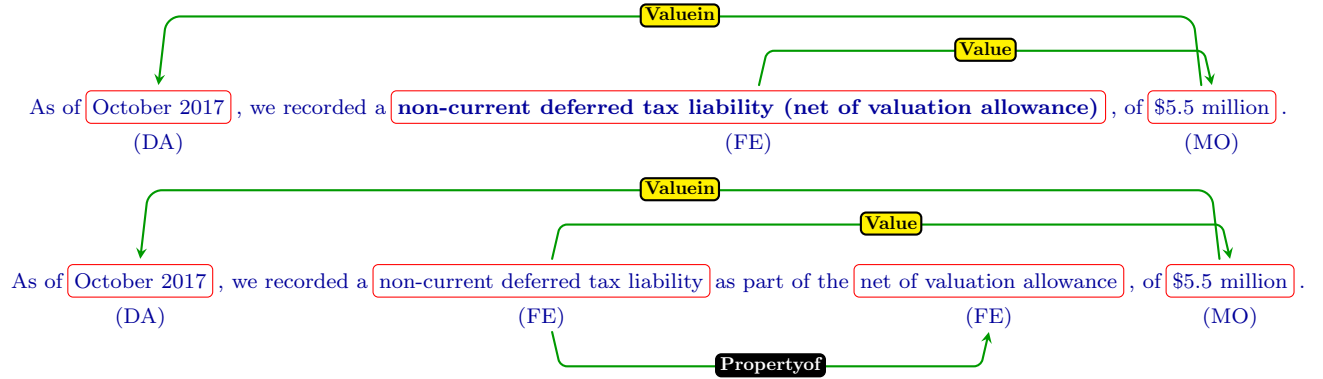 Valuein
Value
As of October 2017 , we recorded a non-current deferred tax liability (net of valuation allowance) , of $5.5 million .
(DA) (FE) (MO)
Valuein
Value
As of October 2017 , we recorded a non-current deferred tax liability as part of the net of valuation allowance , of $5.5 million .
(DA) (FE) (FE) (MO)
Propertyof